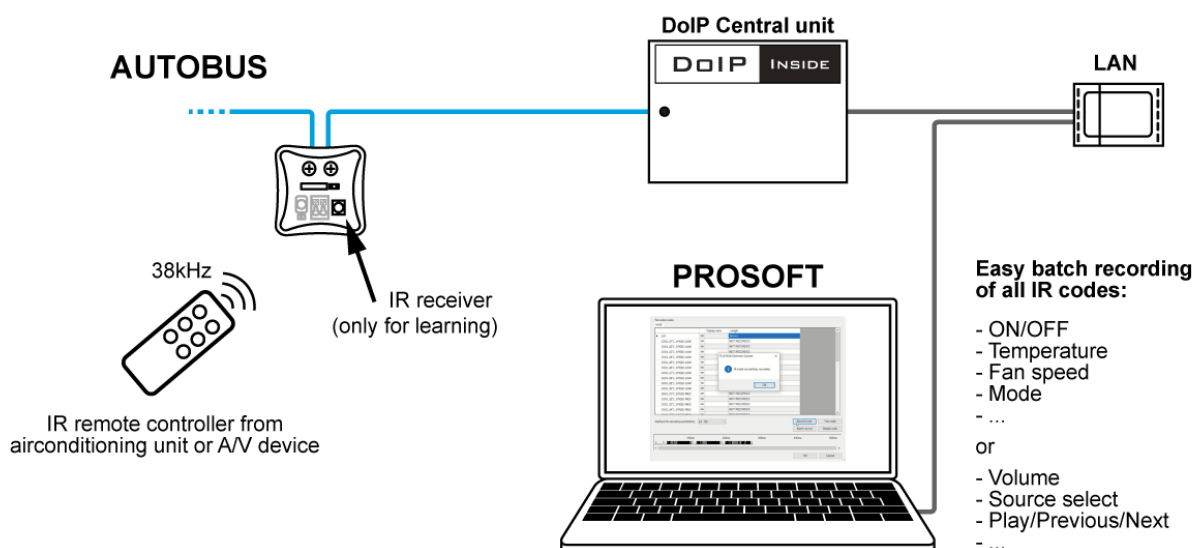 DoIP Central unit
DoIP INSIDE
AUTOBUS
LAN
38kHz
IR receiver
(only for learning)
IR remote controller from
airconditioning unit or A/V device
PROSOFT
Easy batch recording
of all IR codes:
- ON/OFF
- Temperature
- Fan speed
- Mode
- ...
or
- Volume
- Source select
- Play/Previous/Next
- ...